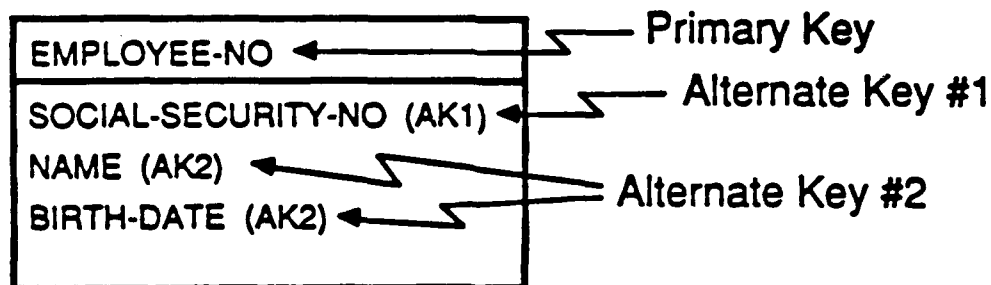 EMPLOYEE-NO
Primary Key
SOCIAL-SECURITY-NO (AK1)
Alternate Key #1
NAME (AK2)
BIRTH-DATE (AK2)
Alternate Key #2